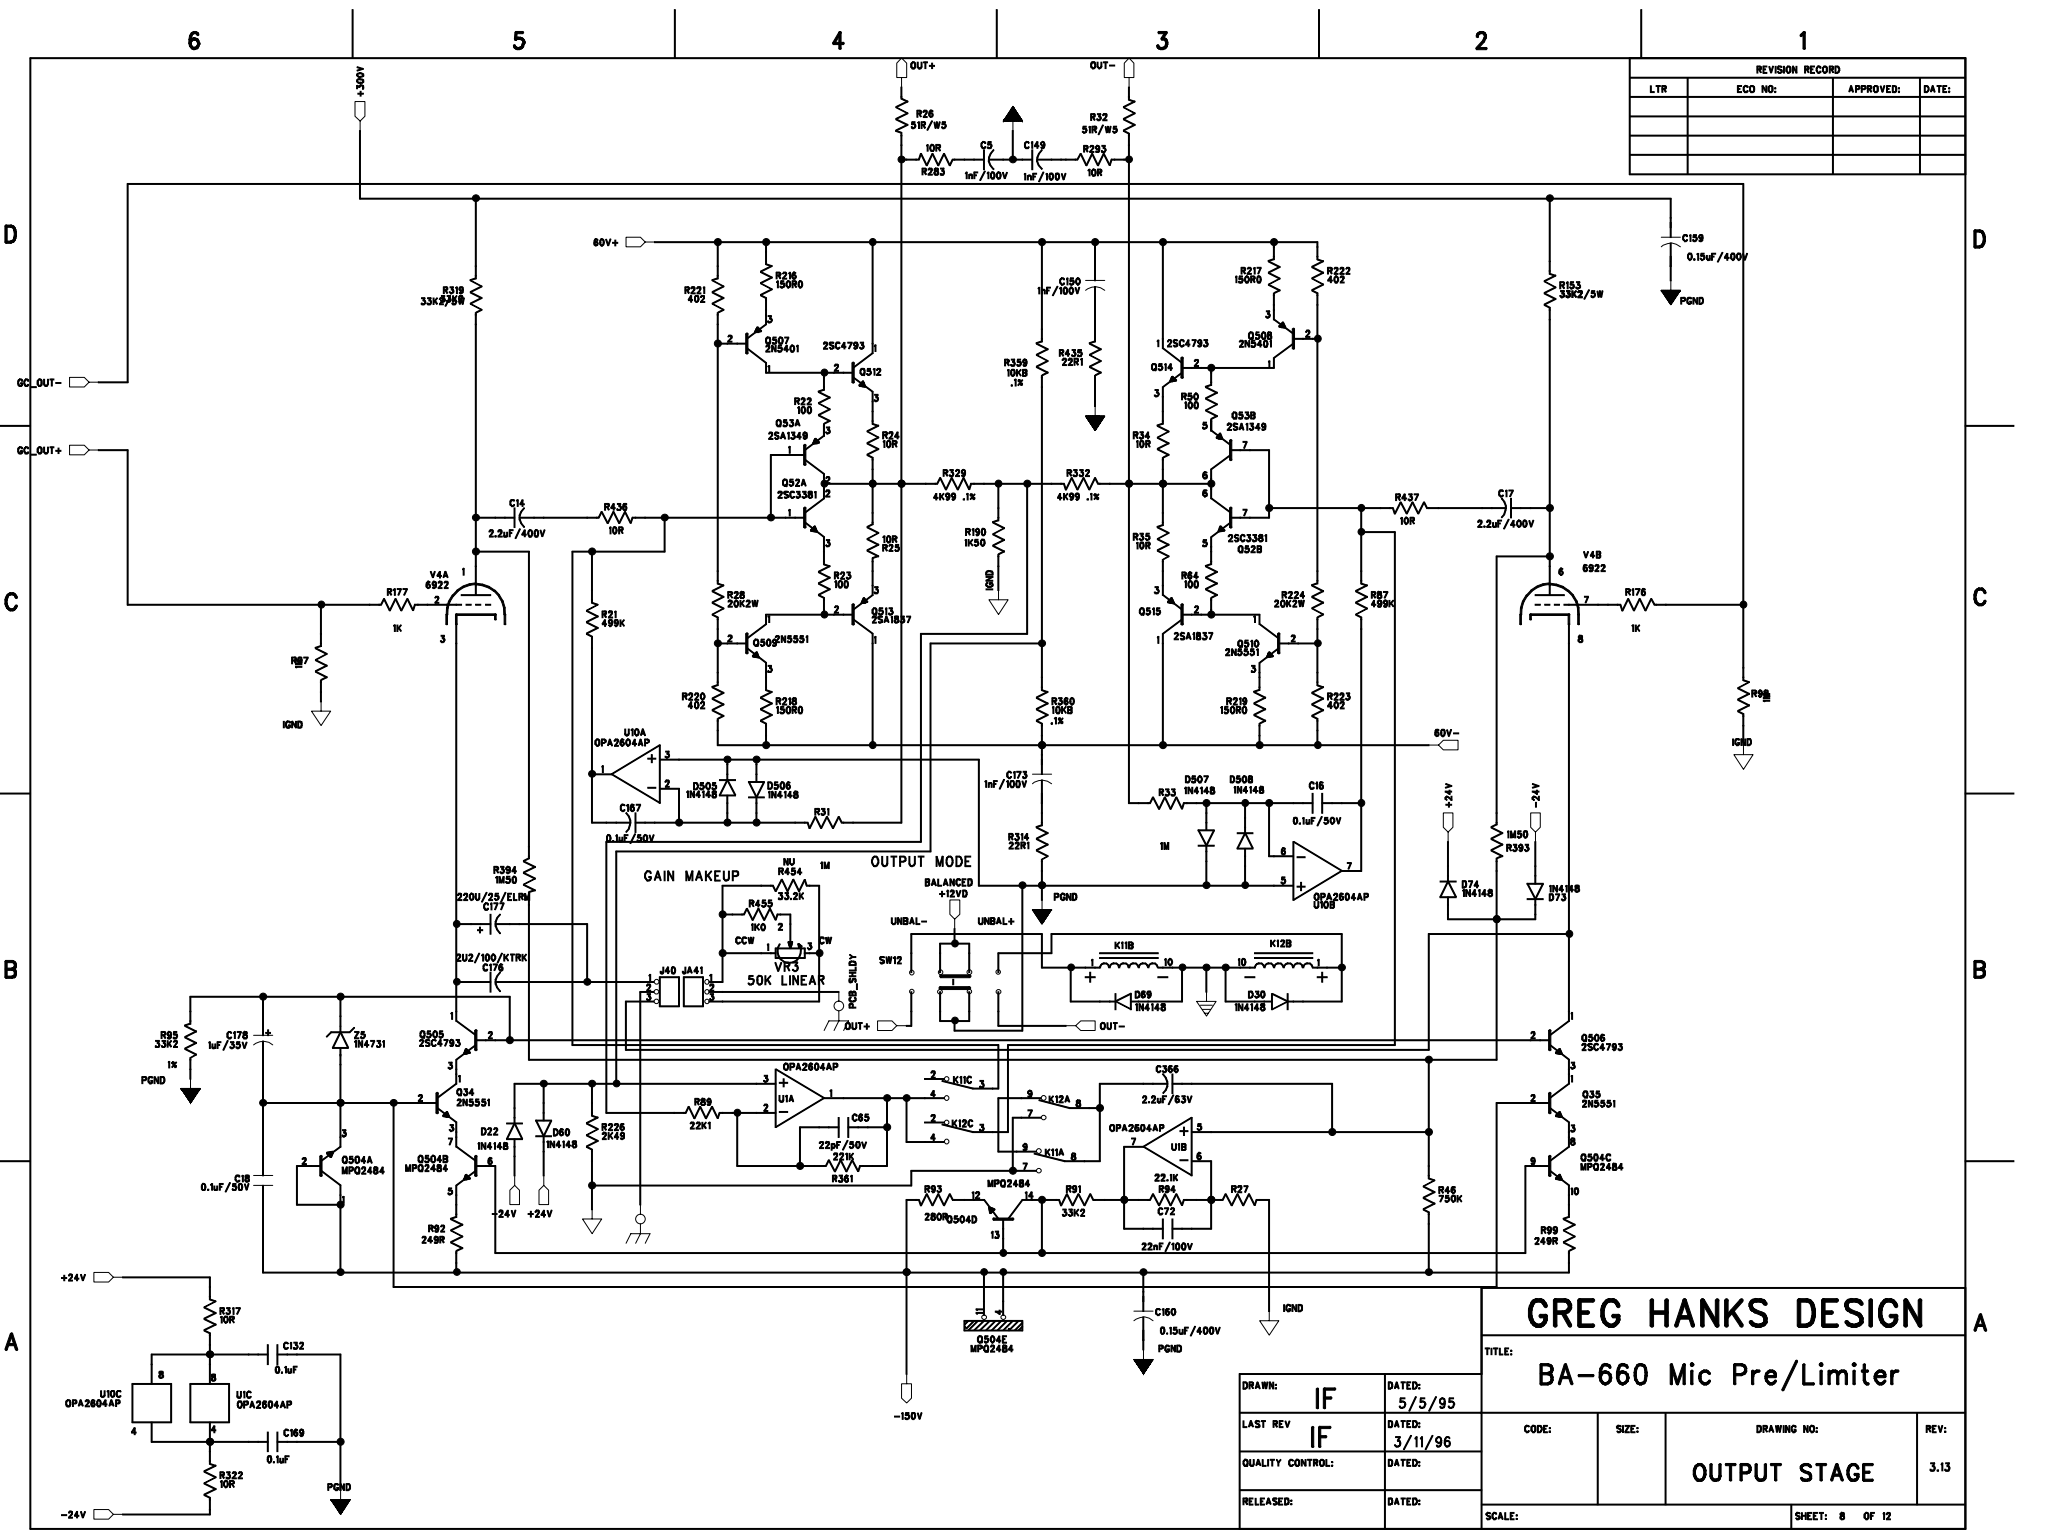 6 5 4 3 2 1
D
C
B
A
D
C
B
A
REVISION RECORD
LTR ECO NO: APPROVED: DATE:
+300V
OUT+
OUT-
R26
51R/W5
R32
51R/W5
10R
R283
C5
1nF/100V
C149
1nF/100V
R293
10R
C159
0.15uF/400V
PGND
60V+
R319
33K2/5W
R221
402
R216
150R0
Q507
2N5401
2SC4793
Q512
R22
100
Q53A
2SA1349
R24
10R
Q52A
2SC3381
10R
R25
R23
100
Q513
2SA1837
R28
20K2W
Q509
2N5551
R220
402
R218
150R0
C150
1nF/100V
R359
10KB
.1%
R435
22R1
R217
150R0
R222
402
Q508
2N5401
2SC4793
Q514
R50
100
Q53B
2SA1349
R34
10R
R329
4K99 .1%
R332
4K99 .1%
R190
1K50
IGND
R35
10R
2SC3381
Q52B
R64
100
Q515
2SA1837
R224
20K2W
R87
499K
Q510
2N5551
R219
150R0
R223
402
R360
10KB
.1%
60V-
R153
33K2/5W
R437
10R
C17
2.2uF/400V
V4B
6922
R176
1K
IGND
GC_OUT-
GC_OUT+
C14
2.2uF/400V
R436
10R
V4A
6922
R177
1K
IGND
R21
499K
U10A
OPA2604AP
D505
1N4148
D506
1N4148
C167
0.1uF/50V
R31
1M
C173
1nF/100V
R314
22R1
PGND
D507
1N4148
D508
1N4148
R33
1M
C16
0.1uF/50V
OPA2604AP
U10B
+24V
-24V
1M50
R393
D74
1N4148
1N4148
D73
R394
1M50
220U/25/ELRM
C177
2U2/100/KTRK
C176
GAIN MAKEUP
NU
R454
33.2K
R455
1K0
CCW
CW
VR3
50K LINEAR
J40
JA41
PCB_SHLDY
OUTPUT MODE
BALANCED
+12VD
UNBAL-
UNBAL+
SW12
OUT+
OUT-
K11B
K12B
D69
1N4148
D30
1N4148
R95
33K2
1%
PGND
C178
1uF/35V
Z5
1N4731
Q505
2SC4793
Q34
2N5551
Q504A
MPQ2484
Q504B
MPQ2484
C18
0.1uF/50V
R92
249R
D22
1N4148
D60
1N4148
-24V
+24V
R226
2K49
R89
22K1
OPA2604AP
U1A
C65
22pF/50V
221K
R361
K11C
K12C
K12A
K11A
C366
2.2uF/63V
OPA2604AP
U1B
MPQ2484
Q504D
R93
280R
R91
33K2
22.1K
R94
C72
22nF/100V
R27
IGND
R46
750K
Q506
2SC4793
Q35
2N5551
Q504C
MPQ2484
R99
249R
Q504E
MPQ2484
C160
0.15uF/400V
PGND
-150V
+24V
R317
10R
C132
0.1uF
U10C
OPA2604AP
U1C
OPA2604AP
C169
0.1uF
R322
10R
-24V
PGND
GREG HANKS DESIGN
TITLE:
BA-660 Mic Pre/Limiter
DRAWN: IF DATED: 5/5/95
LAST REV IF DATED: 3/11/96
QUALITY CONTROL: DATED:
RELEASED: DATED:
CODE: SIZE: DRAWING NO: REV:
OUTPUT STAGE 3.13
SCALE: SHEET: 8 OF 12